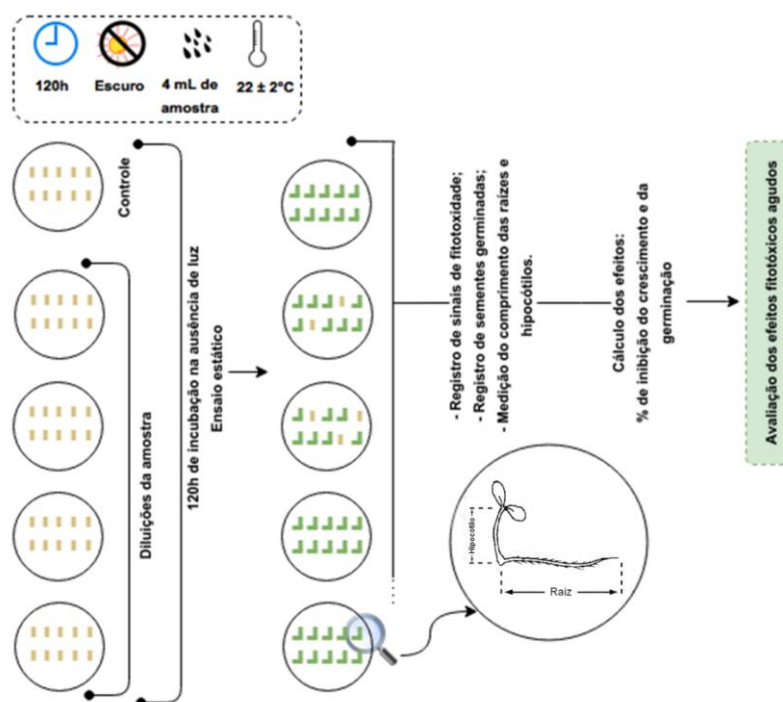 120h
Escuro
4 mL de
amostra
22 ± 2°C
Controle
Diluições da amostra
120h de incubação na ausência de luz
Ensaio estático
- Registro de sinais de fitotoxidade;
- Registro de sementes germinadas;
- Medição do comprimento das raízes e
hipocótilos.
Cálculo dos efeitos:
% de inibição do crescimento e da
germinação
Avaliação dos efeitos fitotóxicos agudos
Hipocótilo
Raiz